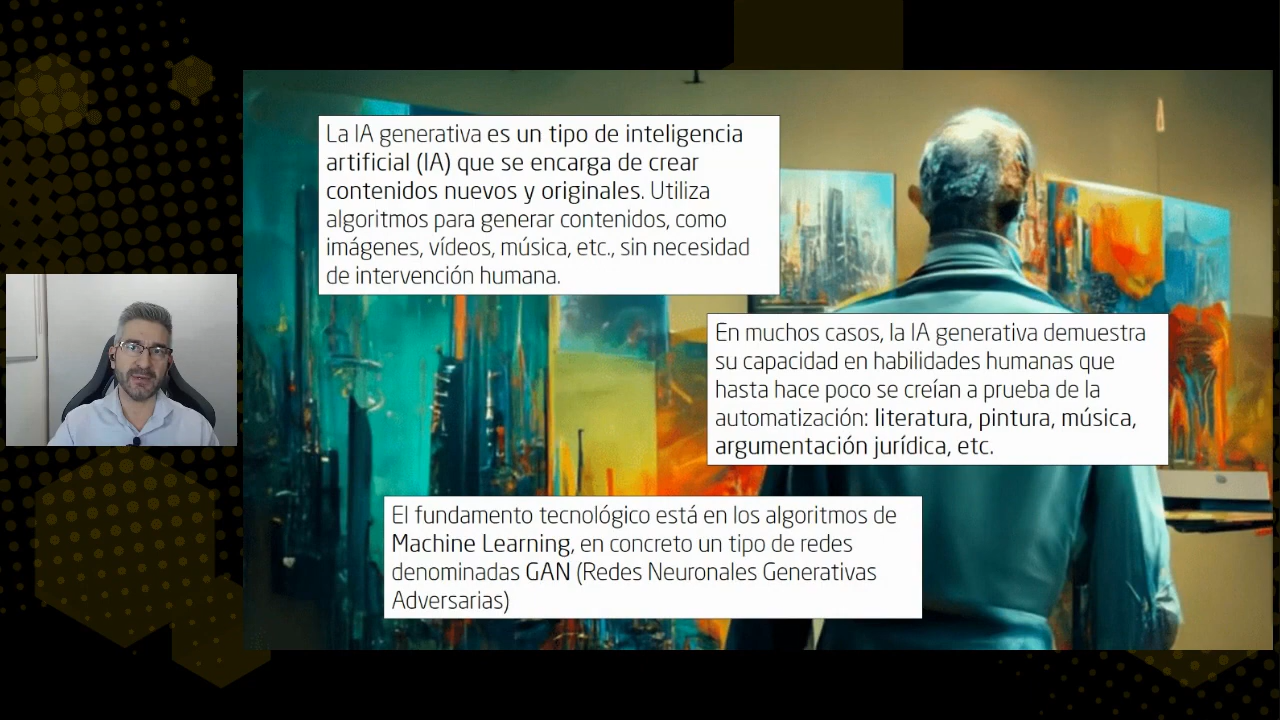 La IA generativa es un tipo de inteligencia
artificial (IA) que se encarga de crear
contenidos nuevos y originales. Utiliza
algoritmos para generar contenidos, como
imágenes, vídeos, música, etc., sin necesidad
de intervención humana.
En muchos casos, la IA generativa demuestra
su capacidad en habilidades humanas que
hasta hace poco se creían a prueba de la
automatización: literatura, pintura, música,
argumentación jurídica, etc.
El fundamento tecnológico está en los algoritmos de
Machine Learning, en concreto un tipo de redes
denominadas GAN (Redes Neuronales Generativas
Adversarias)